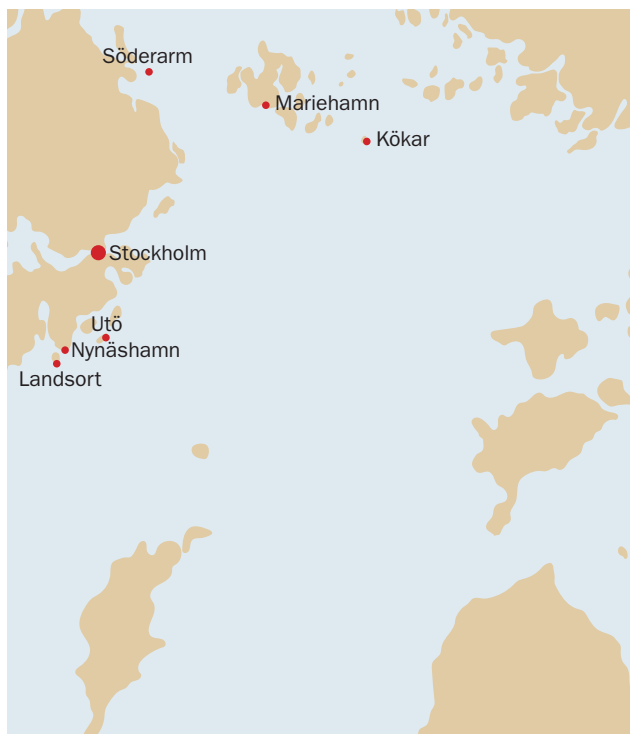 Söderarm
Mariehamn
Kökar
Stockholm
Utö
Nynäshamn
Landsort